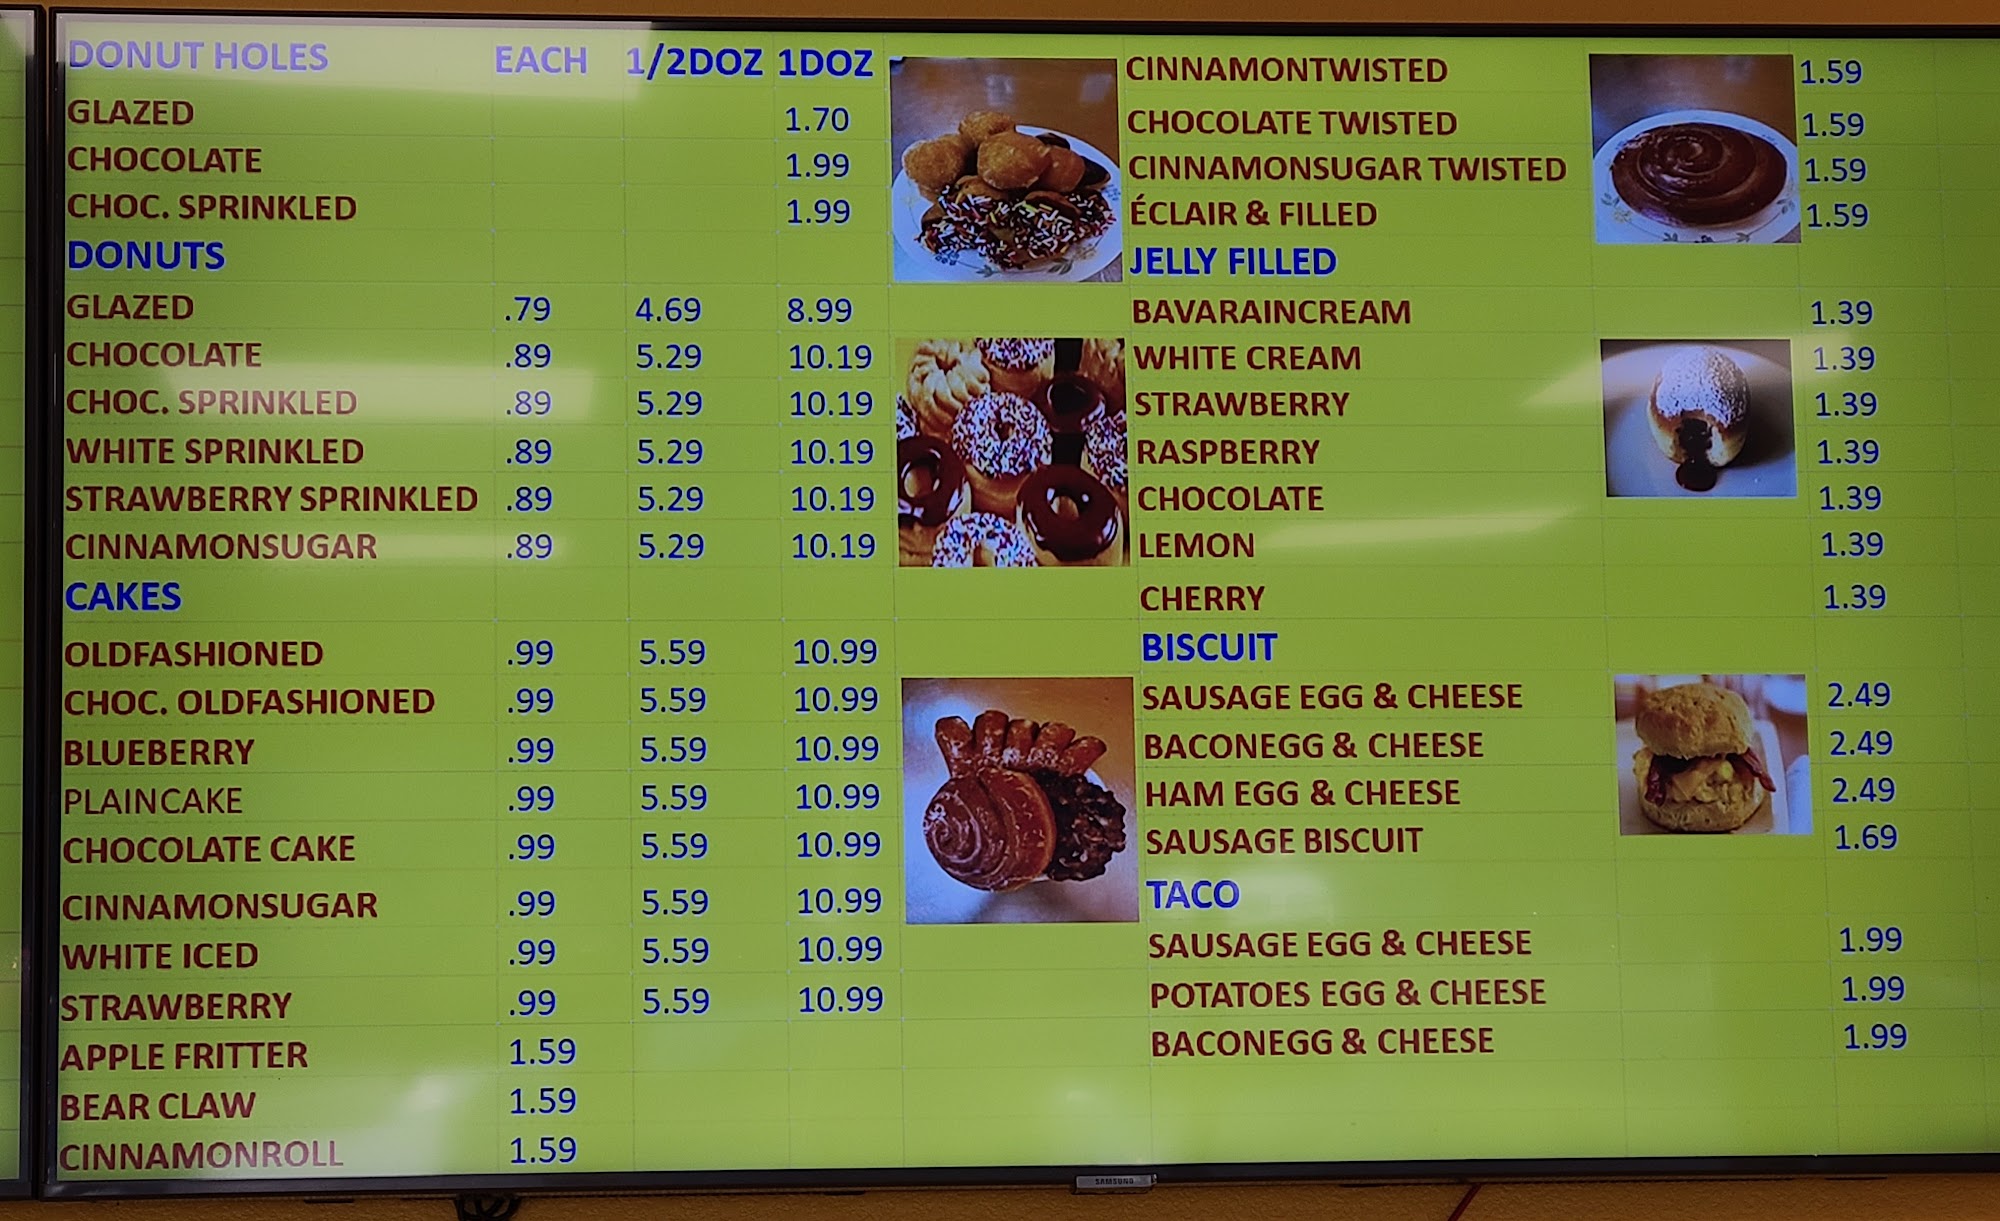 DONUT HOLES EACH 1/2DOZ 1DOZ
GLAZED 1.70
CHOCOLATE 1.99
CHOC. SPRINKLED 1.99
DONUTS
GLAZED .79 4.69 8.99
CHOCOLATE .89 5.29 10.19
CHOC. SPRINKLED .89 5.29 10.19
WHITE SPRINKLED .89 5.29 10.19
STRAWBERRY SPRINKLED .89 5.29 10.19
CINNAMONSUGAR .89 5.29 10.19
CAKES
OLDFASHIONED .99 5.59 10.99
CHOC. OLDFASHIONED .99 5.59 10.99
BLUEBERRY .99 5.59 10.99
PLAINCAKE .99 5.59 10.99
CHOCOLATE CAKE .99 5.59 10.99
CINNAMONSUGAR .99 5.59 10.99
WHITE ICED .99 5.59 10.99
STRAWBERRY .99 5.59 10.99
APPLE FRITTER 1.59
BEAR CLAW 1.59
CINNAMONROLL 1.59
CINNAMONTWISTED 1.59
CHOCOLATE TWISTED 1.59
CINNAMONSUGAR TWISTED 1.59
ÉCLAIR & FILLED 1.59
JELLY FILLED
BAVARAINCREAM 1.39
WHITE CREAM 1.39
STRAWBERRY 1.39
RASPBERRY 1.39
CHOCOLATE 1.39
LEMON 1.39
CHERRY 1.39
BISCUIT
SAUSAGE EGG & CHEESE 2.49
BACONEGG & CHEESE 2.49
HAM EGG & CHEESE 2.49
SAUSAGE BISCUIT 1.69
TACO
SAUSAGE EGG & CHEESE 1.99
POTATOES EGG & CHEESE 1.99
BACONEGG & CHEESE 1.99
SAMSUNG